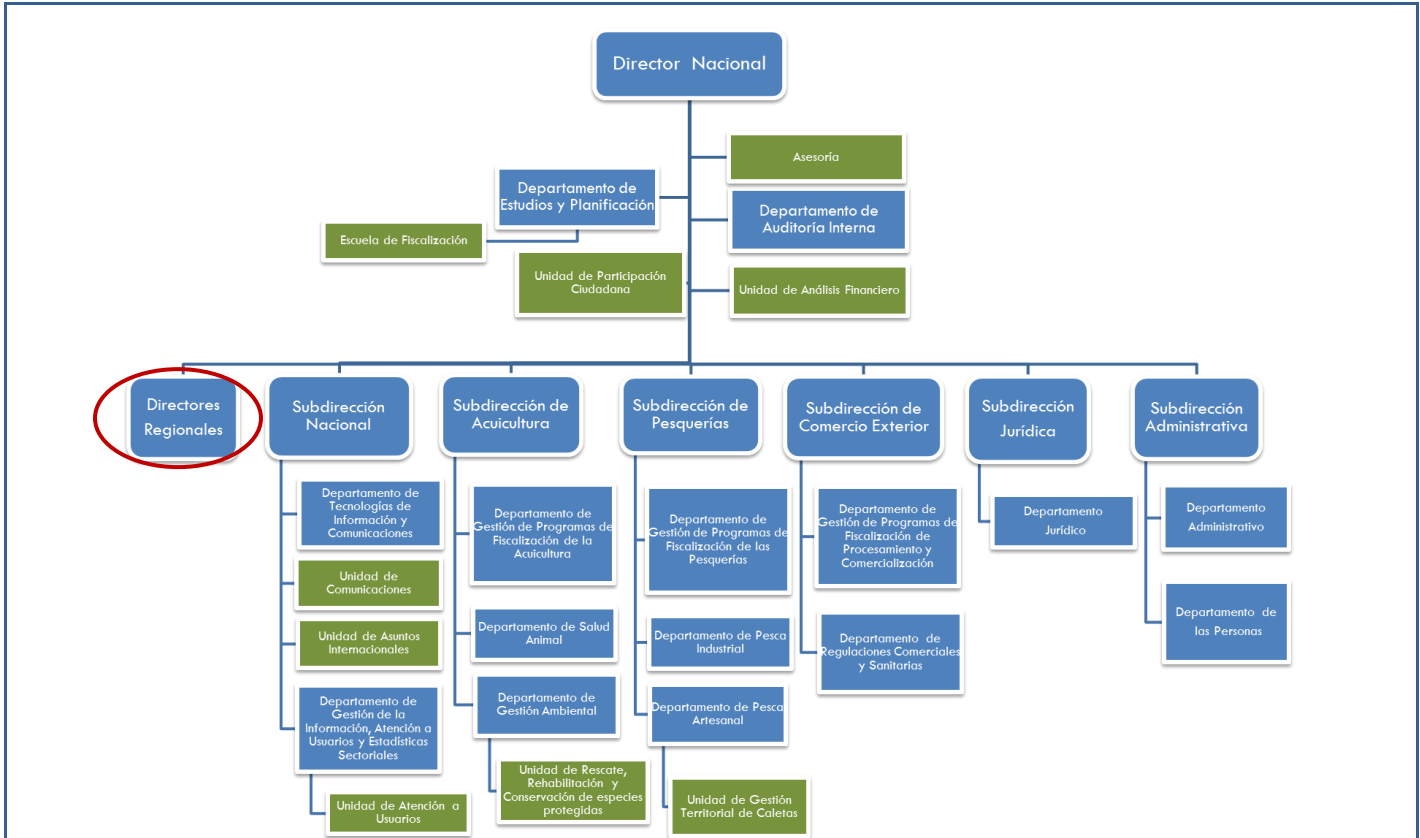 Director Nacional
Asesoría
Departamento de
Estudios y Planificación
Departamento de
Auditoría Interna
Escuela de Fiscalización
Unidad de Participación
Ciudadana
Unidad de Análisis Financiero
Directores
Regionales
Subdirección
Nacional
Subdirección de
Acuicultura
Subdirección de
Pesquerías
Subdirección de
Comercio Exterior
Subdirección
Jurídica
Subdirección
Administrativa
Departamento de
Tecnologías de
Información y
Comunicaciones
Unidad de
Comunicaciones
Unidad de Asuntos
Internacionales
Departamento de
Gestión de la
Información, Atención a
Usuarios y Estadísticas
Sectoriales
Unidad de Atención a
Usuarios
Departamento de
Gestión de Programas de
Fiscalización de la
Acuicultura
Departamento de Salud
Animal
Departamento de
Gestión Ambiental
Unidad de Rescate,
Rehabilitación y
Conservación de especies
protegidas
Departamento de
Gestión de Programas de
Fiscalización de las
Pesquerías
Departamento de Pesca
Industrial
Departamento de Pesca
Artesanal
Unidad de Gestión
Territorial de Caletas
Departamento de
Gestión de Programas de
Fiscalización de
Procesamiento y
Comercialización
Departamento de
Regulaciones Comerciales
y Sanitarias
Departamento
Jurídico
Departamento
Administrativo
Departamento de
las Personas